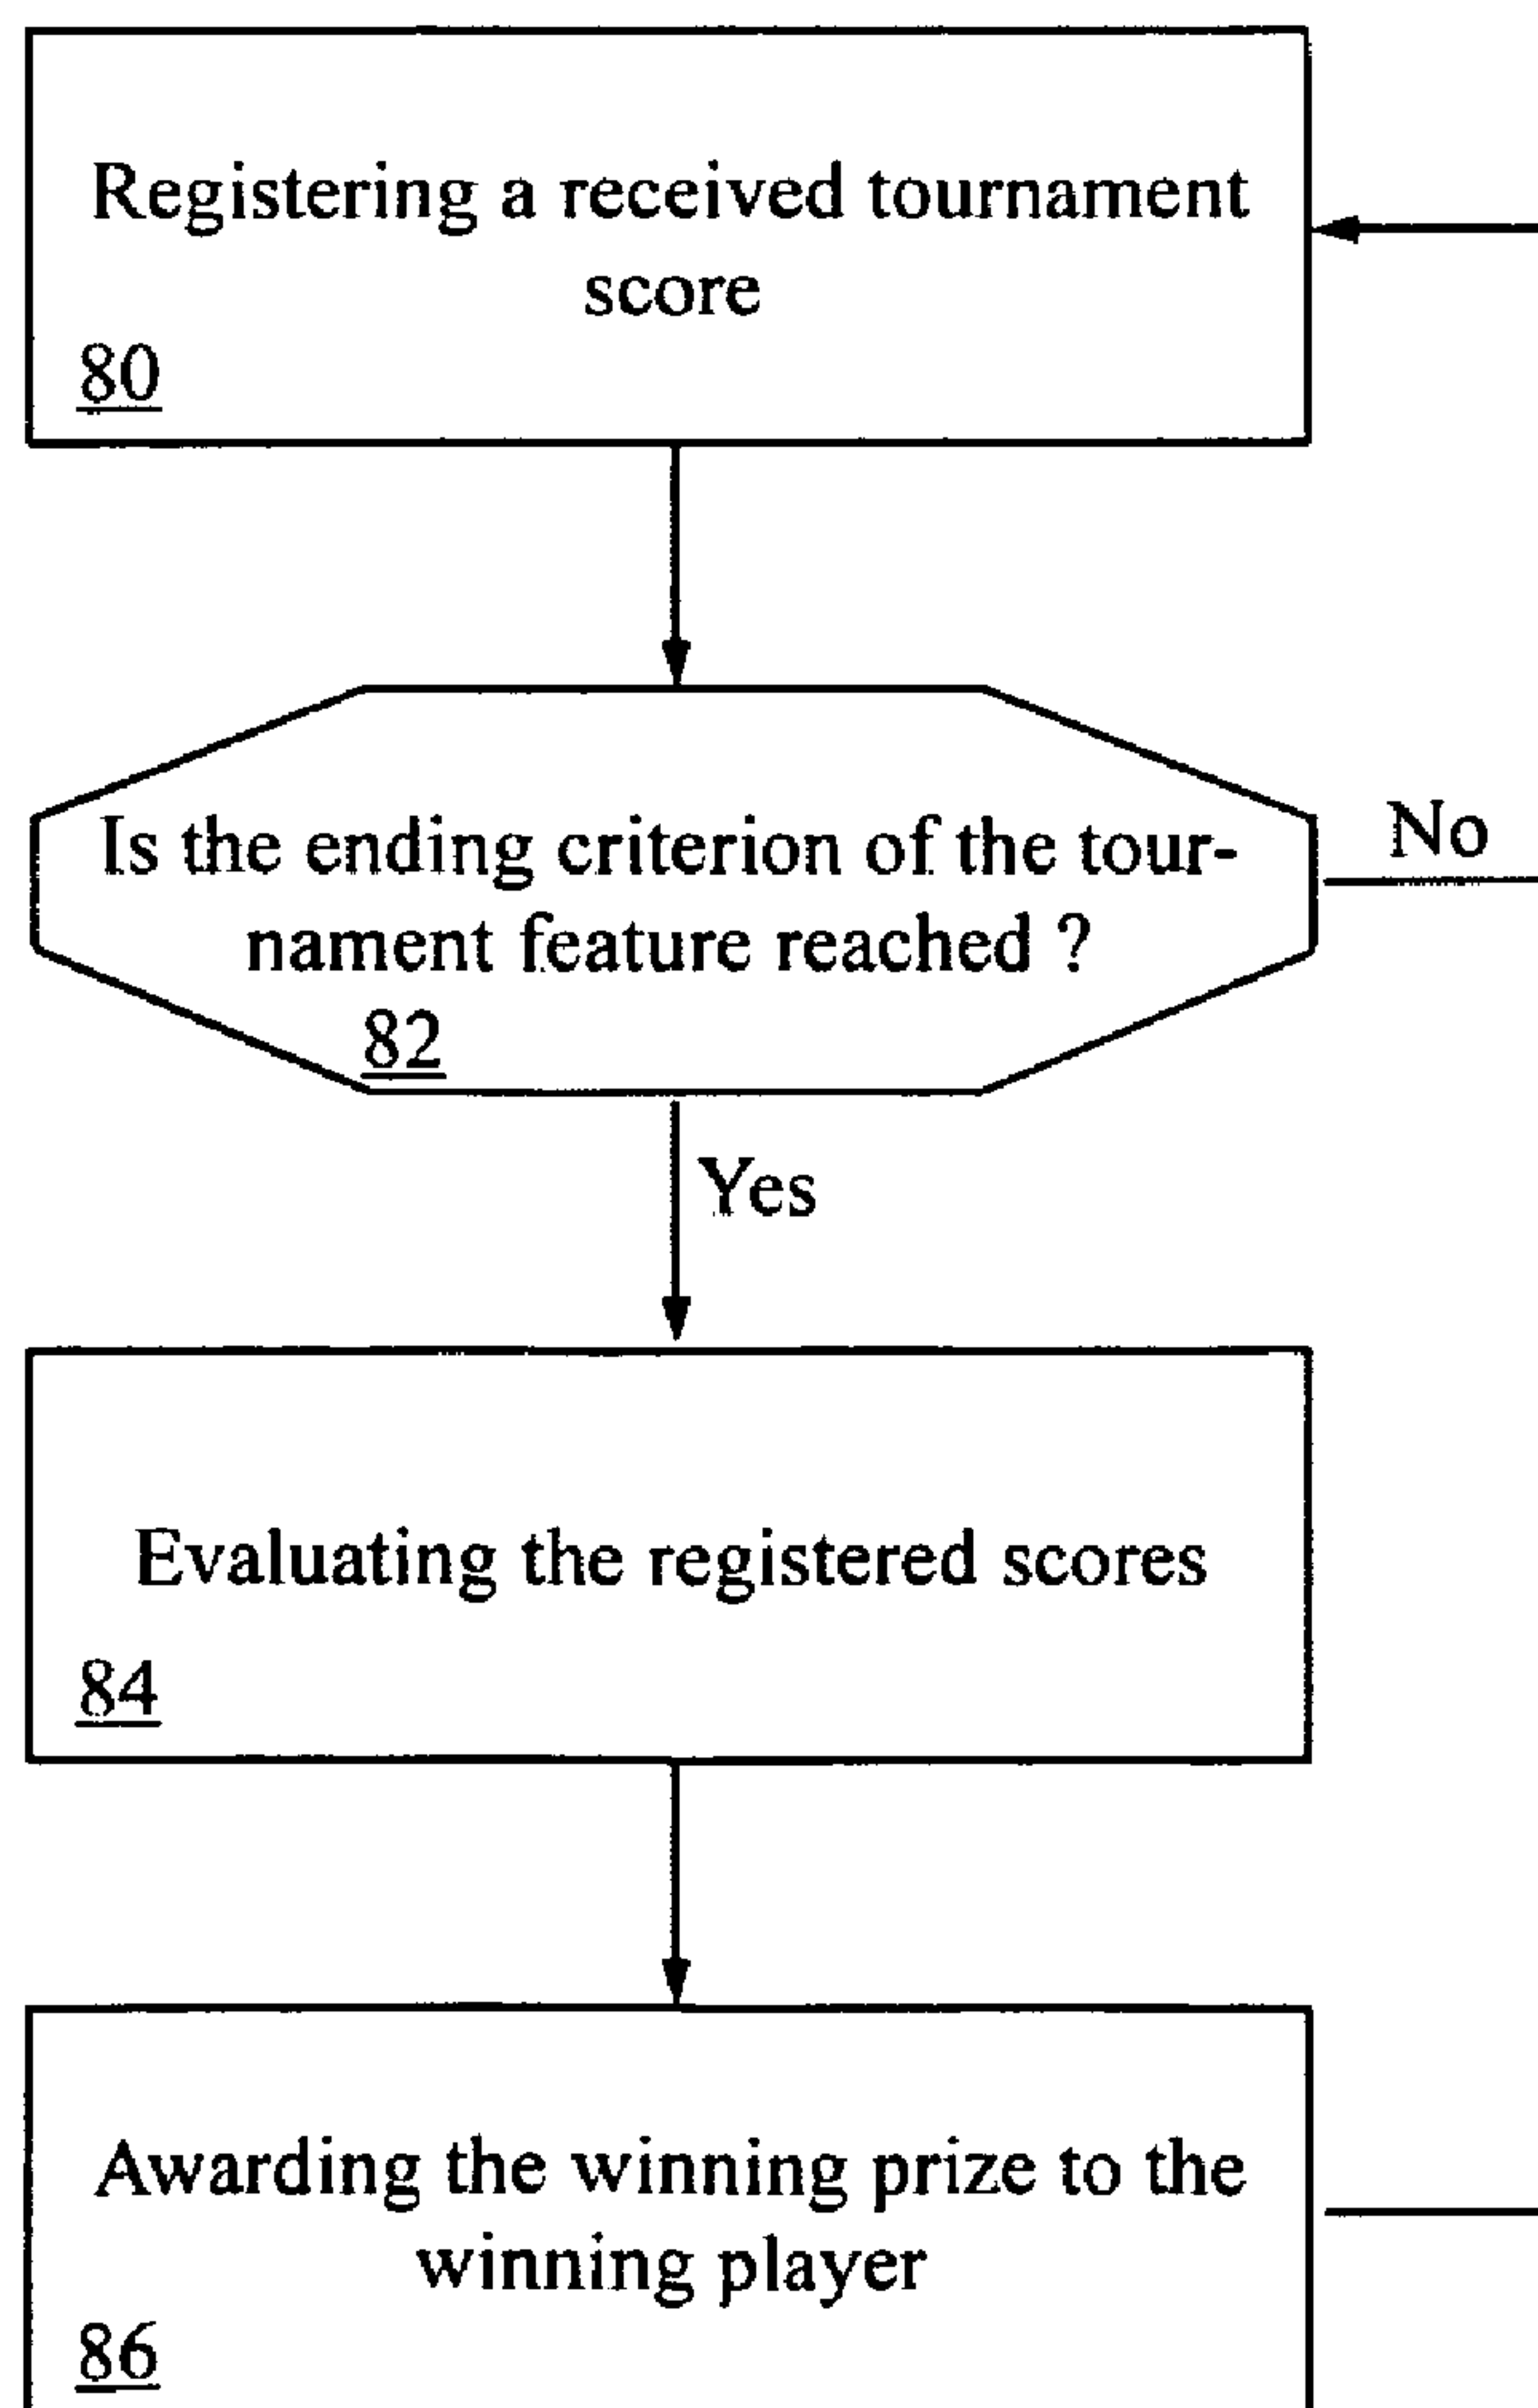 Registering a received tournament
score
80
Is the ending criterion of the tour-
nament feature reached ?
82
No
Yes
Evaluating the registered scores
84
Awarding the winning prize to the
winning player
86